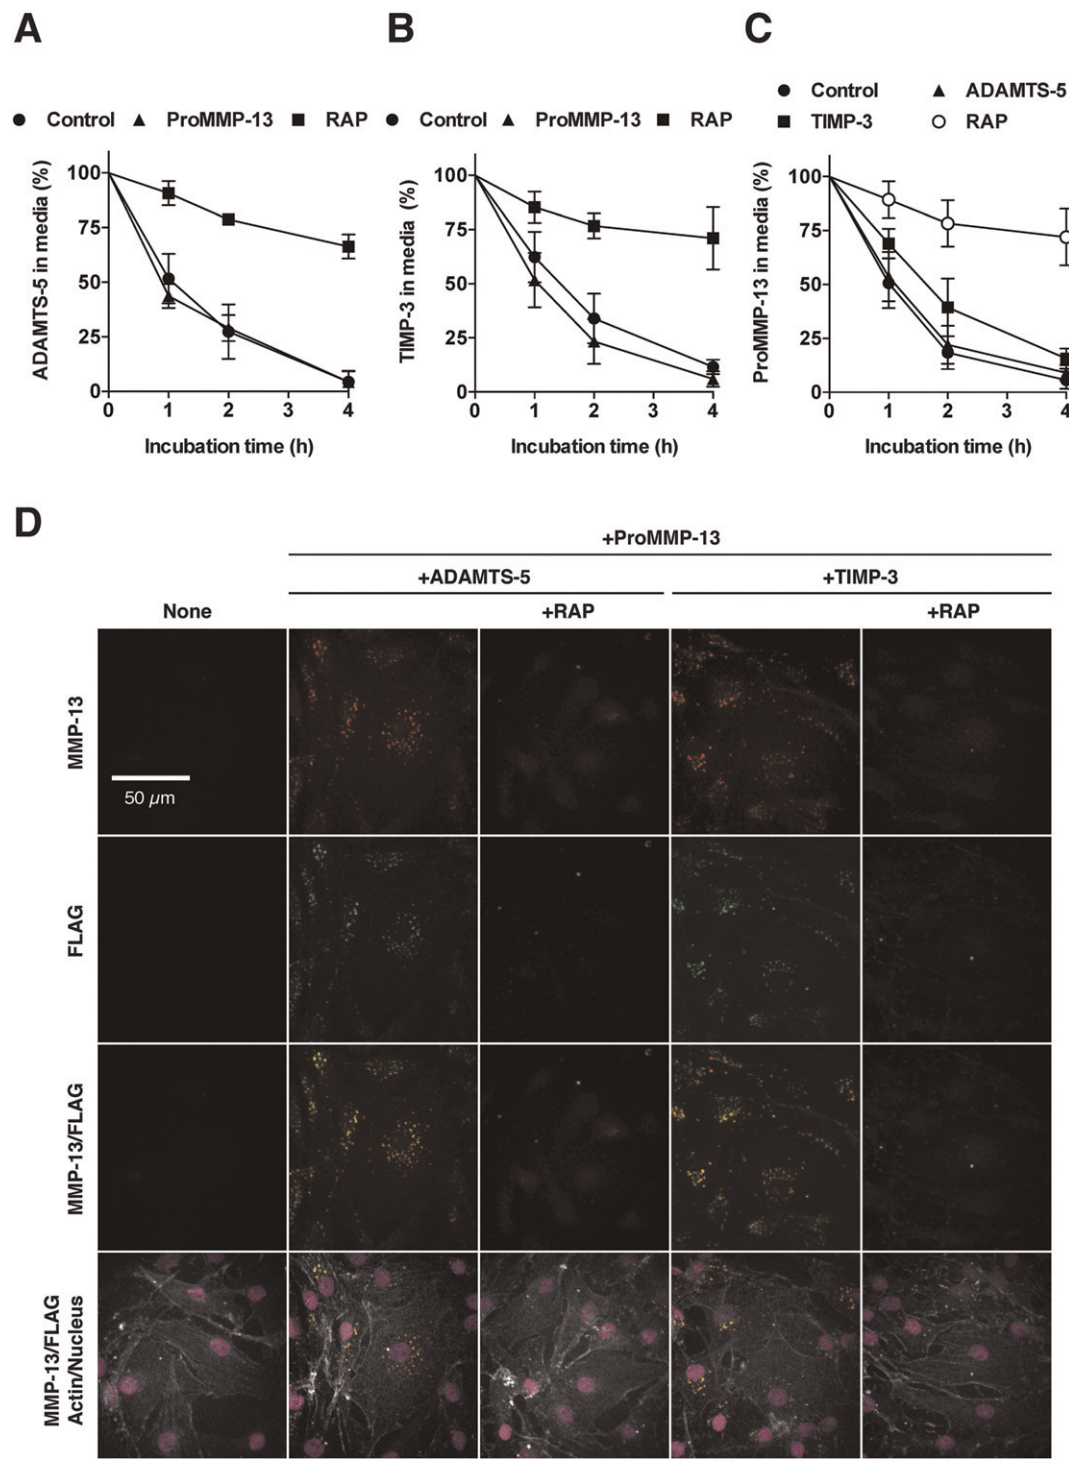 A
B
C
Control ProMMP-13 RAP
Control ProMMP-13 RAP
Control ADAMTS-5
TIMP-3 RAP
ADAMTS-5 in media (%)
100
75
50
25
0
0 1 2 3 4
Incubation time (h)
TIMP-3 in media (%)
100
75
50
25
0
0 1 2 3 4
Incubation time (h)
ProMMP-13 in media (%)
100
75
50
25
0
0 1 2 3 4
Incubation time (h)
D
+ProMMP-13
+ADAMTS-5 +TIMP-3
None +RAP +RAP
MMP-13
50 µm
FLAG
MMP-13/FLAG
MMP-13/FLAG
Actin/Nucleus